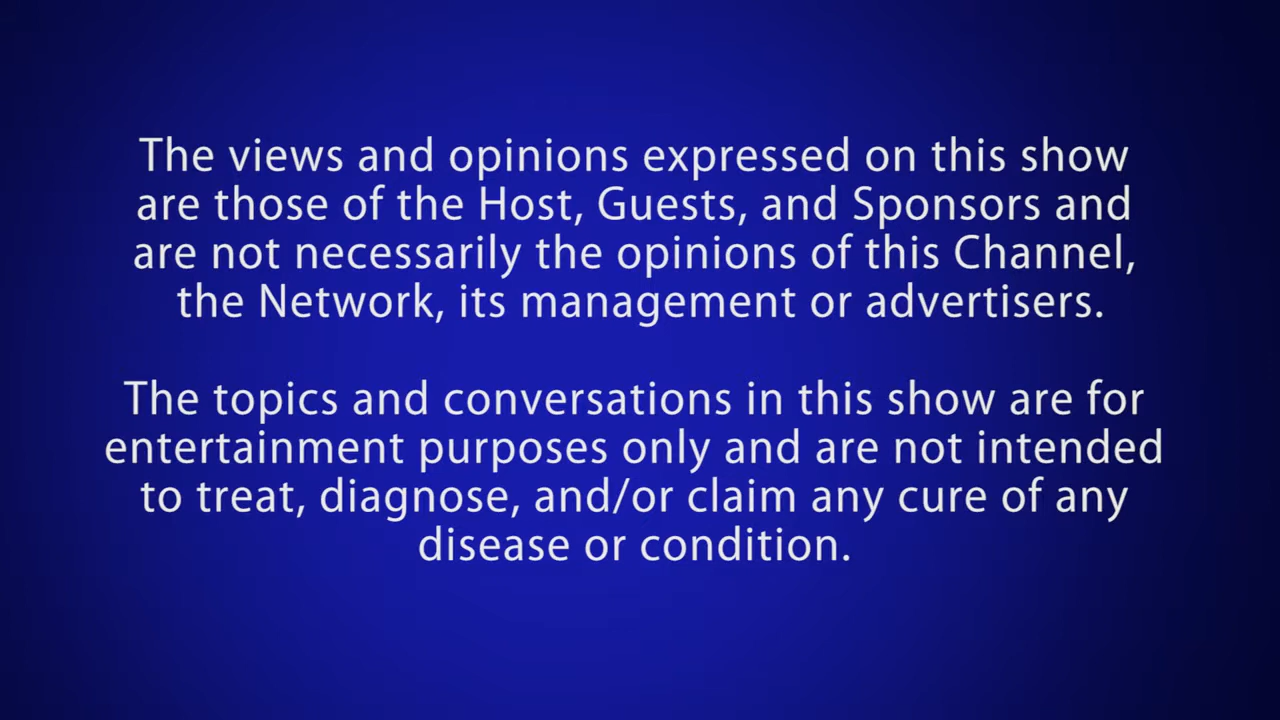 The views and opinions expressed on this show
are those of the Host, Guests, and Sponsors and
are not necessarily the opinions of this Channel,
the Network, its management or advertisers.
The topics and conversations in this show are for
entertainment purposes only and are not intended
to treat, diagnose, and/or claim any cure of any
disease or condition.